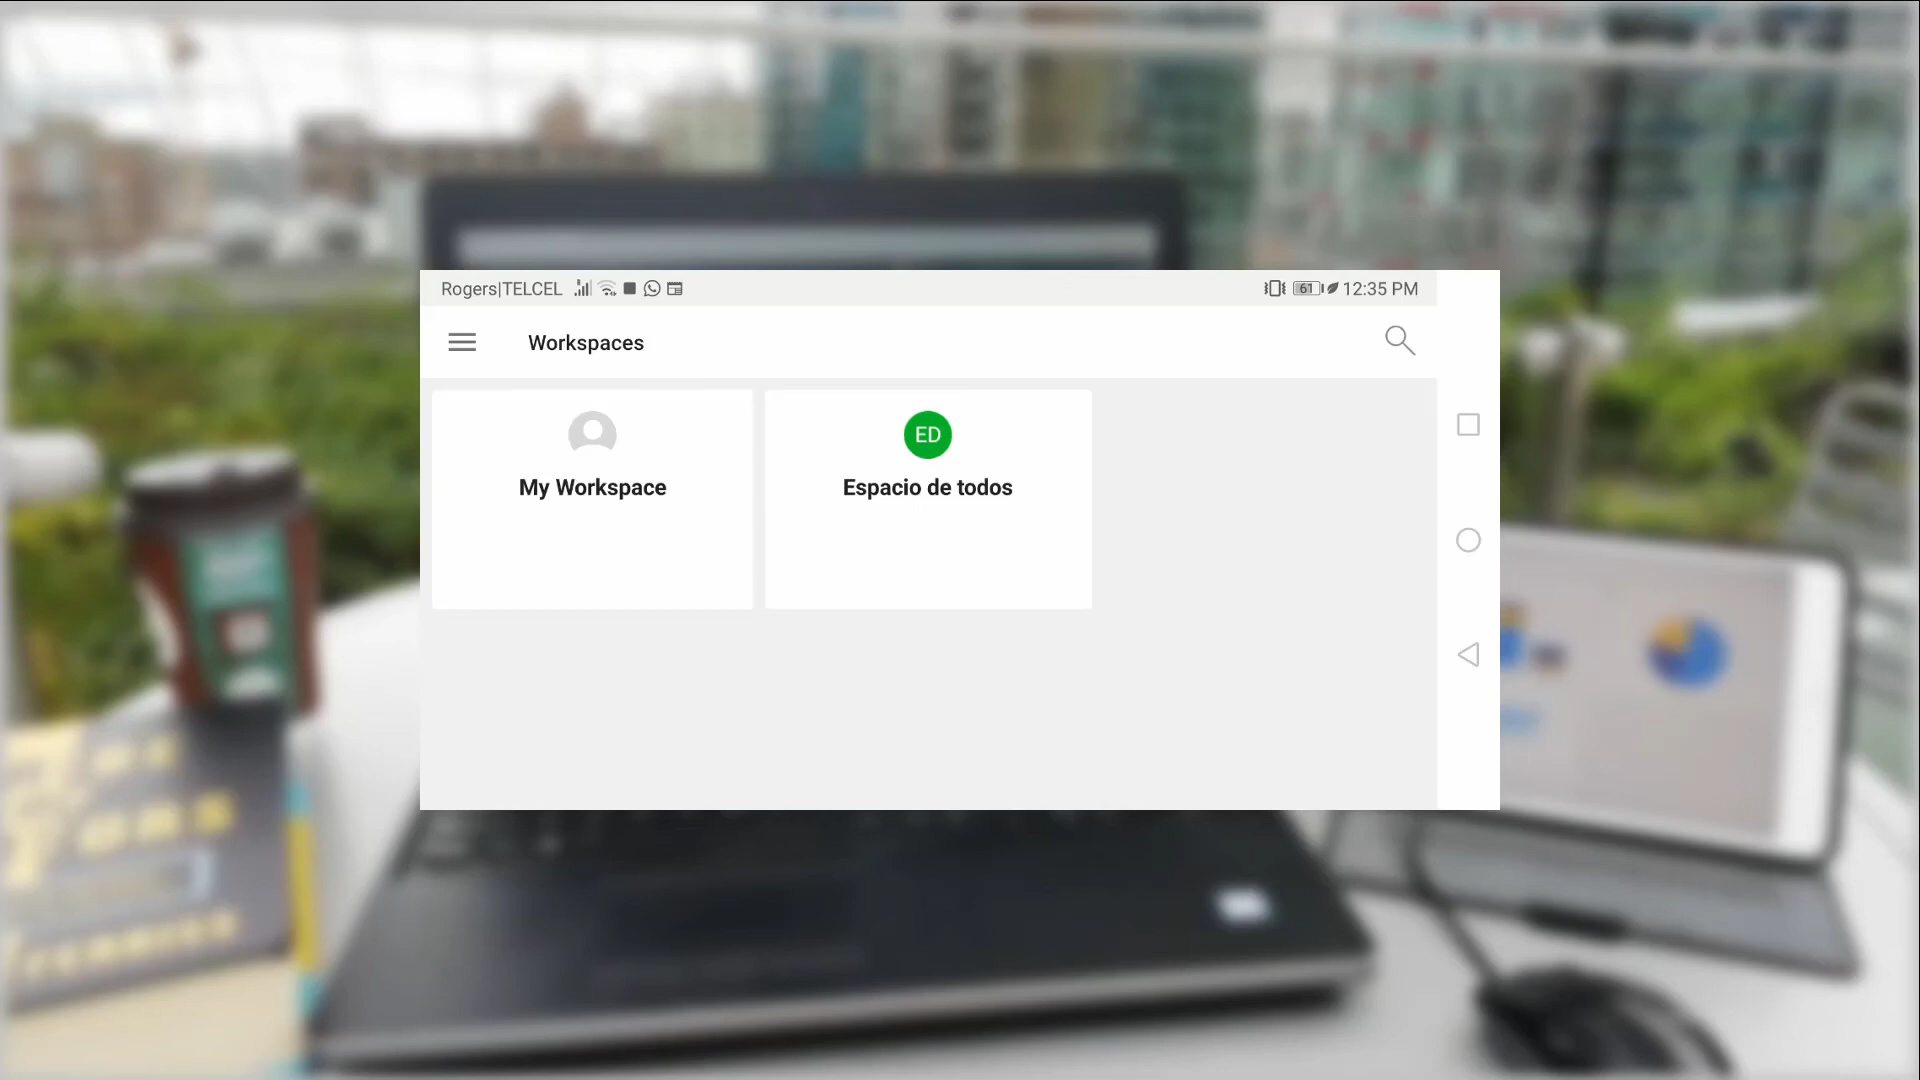 Rogers|TELCEL 61 12:35 PM
Workspaces
ED
My Workspace
Espacio de todos